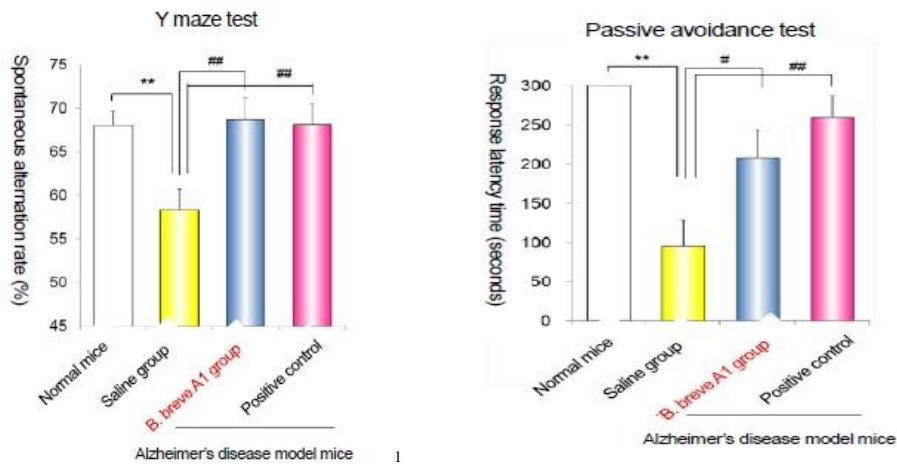 Y maze test
Spontaneous alternation rate (%)
75
70
65
60
55
50
45
**
##
##
Normal mice
Saline group
B. breve A1 group
Positive control
Alzheimer's disease model mice
1
Passive avoidance test
Response latency time (seconds)
300
250
200
150
100
50
0
**
#
##
Normal mice
Saline group
B. breve A1 group
Positive control
Alzheimer's disease model mice